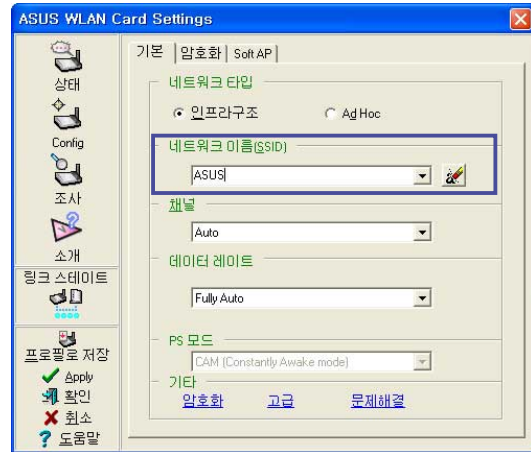 ASUS WLAN Card Settings
상태
Config
조사
소개
링크 스테이트
프로필로 저장
Apply
확인
취소
도움말
기본 암호화 Soft AP
네트워크 타입
인프라구조 Ad Hoc
네트워크 이름(SSID)
ASUS
채널
Auto
데이터 레이트
Fully Auto
PS 모드
CAM (Constantly Awake mode)
기타
암호화 고급 문제해결